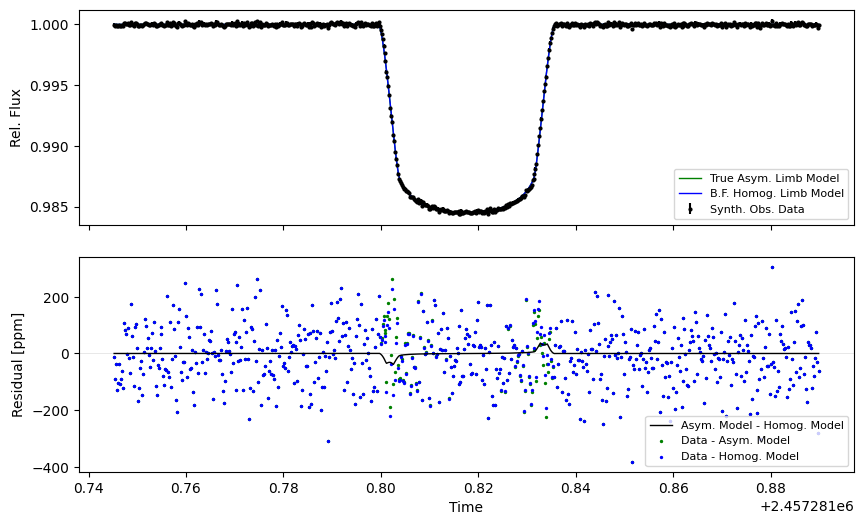 1.000
0.995
0.990
0.985
Rel. Flux
True Asym. Limb Model
B.F. Homog. Limb Model
Synth. Obs. Data
200
0
−200
−400
Residual [ppm]
Asym. Model - Homog. Model
Data - Asym. Model
Data - Homog. Model
0.74 0.76 0.78 0.80 0.82 0.84 0.86 0.88
Time
+2.457281e6